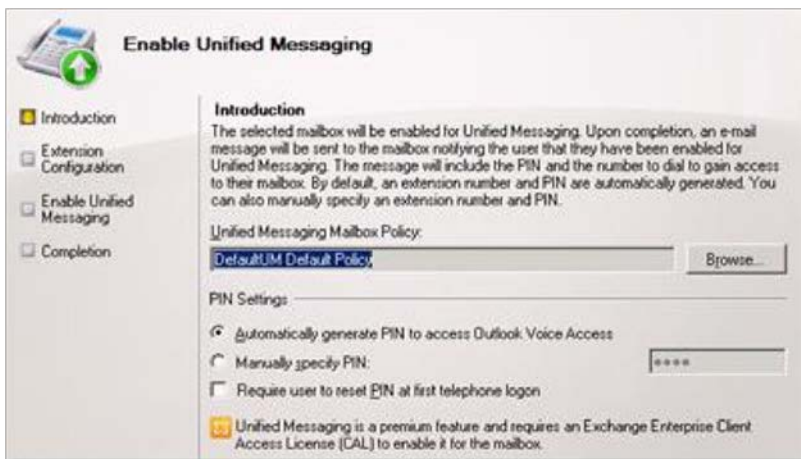 Enable Unified Messaging
Introduction
Extension
Configuration
Enable Unified
Messaging
Completion
Introduction
The selected mailbox will be enabled for Unified Messaging. Upon completion, an e-mail
message will be sent to the mailbox notifying the user that they have been enabled for
Unified Messaging. The message will include the PIN and the number to dial to gain access
to their mailbox. By default, an extension number and PIN are automatically generated. You
can also manually specify an extension number and PIN.
Unified Messaging Mailbox Policy:
DefaultUM Default Policy
Browse...
PIN Settings
Automatically generate PIN to access Outlook Voice Access
Manually specify PIN:
Require user to reset PIN at first telephone logon
Unified Messaging is a premium feature and requires an Exchange Enterprise Client
Access License (CAL) to enable it for the mailbox.